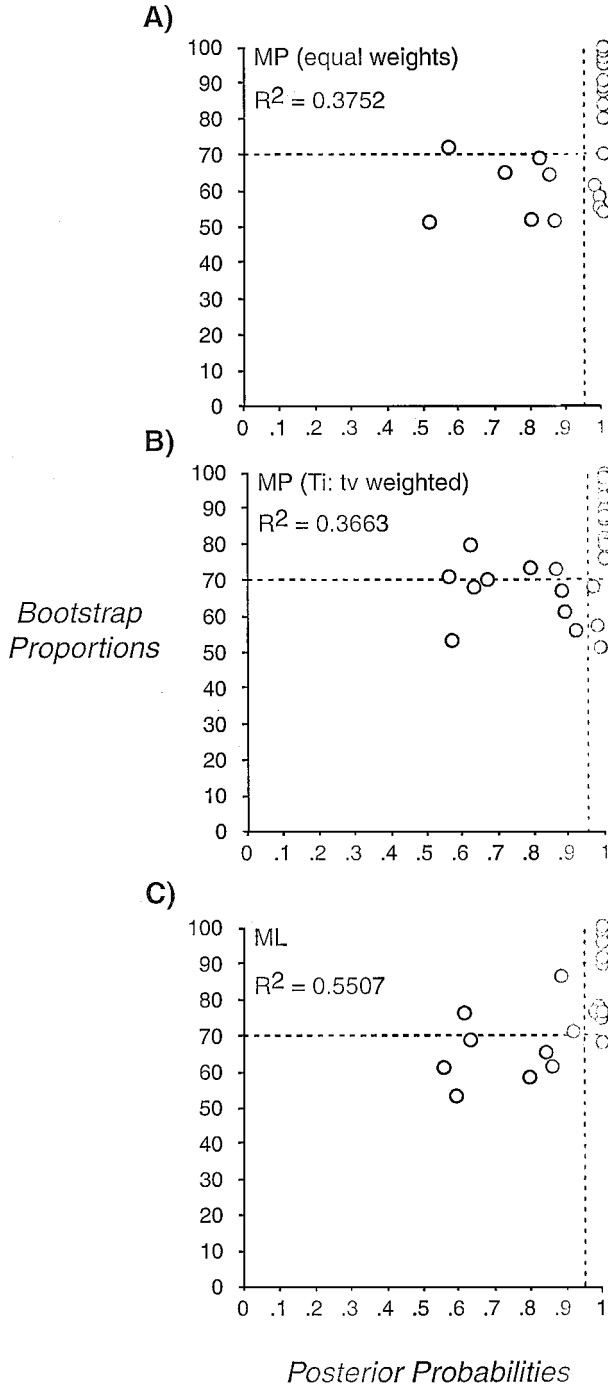 A)
MP (equal weights)
R2 = 0.3752
100
90
80
70
60
50
40
30
20
10
0
0 .1 .2 .3 .4 .5 .6 .7 .8 .9 1
B)
MP (Ti: tv weighted)
R2 = 0.3663
100
90
80
70
60
50
40
30
20
10
0
0 .1 .2 .3 .4 .5 .6 .7 .8 .9 1
Bootstrap
Proportions
C)
ML
R2 = 0.5507
100
90
80
70
60
50
40
30
20
10
0
0 .1 .2 .3 .4 .5 .6 .7 .8 .9 1
Posterior Probabilities